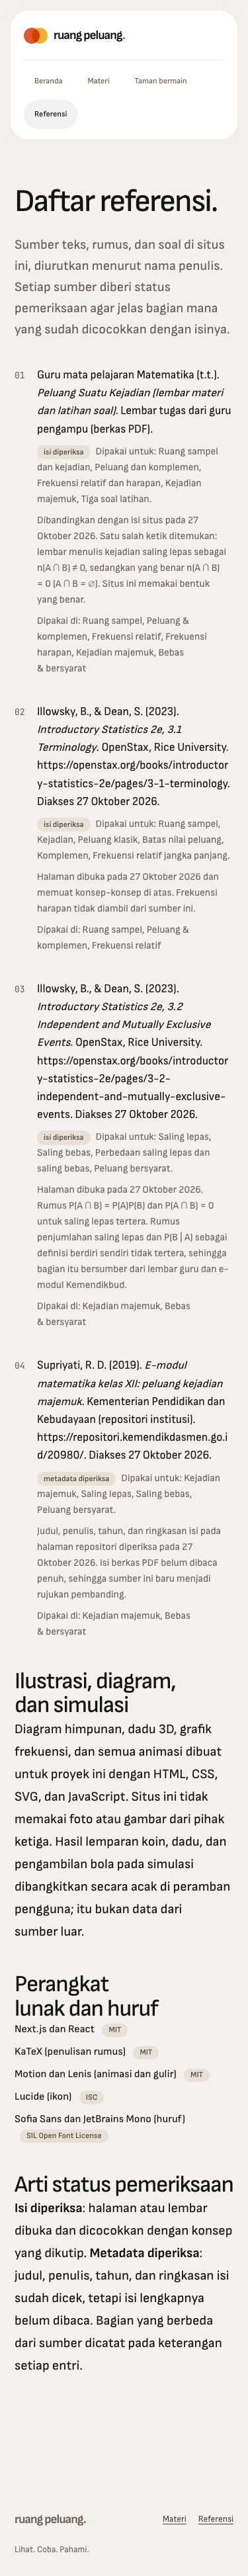 ruang peluang.
Beranda
Materi
Taman bermain
Referensi
Daftar referensi.
Sumber teks, rumus, dan soal di situs
ini, diurutkan menurut nama penulis.
Setiap sumber diberi status
pemeriksaan agar jelas bagian mana
yang sudah dicocokkan dengan isinya.
01
Guru mata pelajaran Matematika (t.t.).
Peluang Suatu Kejadian (lembar materi
dan latihan soal). Lembar tugas dari guru
pengampu (berkas PDF).
isi diperiksa Dipakai untuk: Ruang sampel
dan kejadian, Peluang dan komplemen,
Frekuensi relatif dan harapan, Kejadian
majemuk, Tiga soal latihan.
Dibandingkan dengan isi situs pada 27
Oktober 2026. Satu salah ketik ditemukan:
lembar menulis kejadian saling lepas sebagai
n(A ∩ B) ≠ 0, sedangkan yang benar n(A ∩ B)
= 0 (A ∩ B = ∅). Situs ini memakai bentuk
yang benar.
Dipakai di: Ruang sampel, Peluang &
komplemen, Frekuensi relatif, Frekuensi
harapan, Kejadian majemuk, Bebas
& bersyarat
02
Illowsky, B., & Dean, S. (2023).
Introductory Statistics 2e, 3.1
Terminology. OpenStax, Rice University.
https://openstax.org/books/introductor
y-statistics-2e/pages/3-1-terminology.
Diakses 27 Oktober 2026.
isi diperiksa Dipakai untuk: Ruang sampel,
Kejadian, Peluang klasik, Batas nilai peluang,
Komplemen, Frekuensi relatif jangka panjang.
Halaman dibuka pada 27 Oktober 2026 dan
memuat konsep-konsep di atas. Frekuensi
harapan tidak diambil dari sumber ini.
Dipakai di: Ruang sampel, Peluang &
komplemen, Frekuensi relatif
03
Illowsky, B., & Dean, S. (2023).
Introductory Statistics 2e, 3.2
Independent and Mutually Exclusive
Events. OpenStax, Rice University.
https://openstax.org/books/introductor
y-statistics-2e/pages/3-2-
independent-and-mutually-exclusive-
events. Diakses 27 Oktober 2026.
isi diperiksa Dipakai untuk: Saling lepas,
Saling bebas, Perbedaan saling lepas dan
saling bebas, Peluang bersyarat.
Halaman dibuka pada 27 Oktober 2026.
Rumus P(A ∩ B) = P(A)P(B) dan P(A ∩ B) = 0
untuk saling lepas tertera. Rumus
penjumlahan saling lepas dan P(B | A) sebagai
definisi berdiri sendiri tidak tertera, sehingga
bagian itu bersumber dari lembar guru dan e-
modul Kemendikbud.
Dipakai di: Kejadian majemuk, Bebas
& bersyarat
04
Supriyati, R. D. (2019). E-modul
matematika kelas XII: peluang kejadian
majemuk. Kementerian Pendidikan dan
Kebudayaan (repositori institusi).
https://repositori.kemendikdasmen.go.i
d/20980/. Diakses 27 Oktober 2026.
metadata diperiksa Dipakai untuk: Kejadian
majemuk, Saling lepas, Saling bebas,
Peluang bersyarat.
Judul, penulis, tahun, dan ringkasan isi pada
halaman repositori diperiksa pada 27
Oktober 2026. Isi berkas PDF belum dibaca
penuh, sehingga sumber ini baru menjadi
rujukan pembanding.
Dipakai di: Kejadian majemuk, Bebas
& bersyarat
Ilustrasi, diagram,
dan simulasi
Diagram himpunan, dadu 3D, grafik
frekuensi, dan semua animasi dibuat
untuk proyek ini dengan HTML, CSS,
SVG, dan JavaScript. Situs ini tidak
memakai foto atau gambar dari pihak
ketiga. Hasil lemparan koin, dadu, dan
pengambilan bola pada simulasi
dibangkitkan secara acak di peramban
pengguna; itu bukan data dari
sumber luar.
Perangkat
lunak dan huruf
Next.js dan React MIT
KaTeX (penulisan rumus) MIT
Motion dan Lenis (animasi dan gulir) MIT
Lucide (ikon) ISC
Sofia Sans dan JetBrains Mono (huruf)
SIL Open Font License
Arti status pemeriksaan
Isi diperiksa: halaman atau lembar
dibuka dan dicocokkan dengan konsep
yang dikutip. Metadata diperiksa:
judul, penulis, tahun, dan ringkasan isi
sudah dicek, tetapi isi lengkapnya
belum dibaca. Bagian yang berbeda
dari sumber dicatat pada keterangan
setiap entri.
ruang peluang.
Materi
Referensi
Lihat. Coba. Pahami.